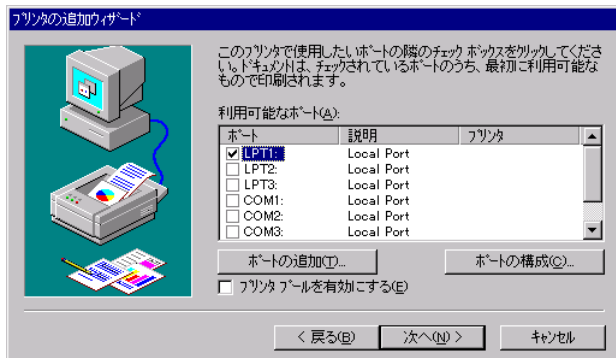 プリンタの追加ウィザード
このプリンタで使用したいポートの隣のチェック ボックスをクリックしてくださ
い。ドキュメントは、チェックされているポートのうち、最初に利用可能な
もので印刷されます。
利用可能なポート(A):
ポート 説明 プリンタ
LPT1: Local Port
LPT2: Local Port
LPT3: Local Port
COM1: Local Port
COM2: Local Port
COM3: Local Port
ポートの追加(T)... ポートの構成(C)...
プリンタ プールを有効にする(E)
< 戻る(B) 次へ(N) > キャンセル